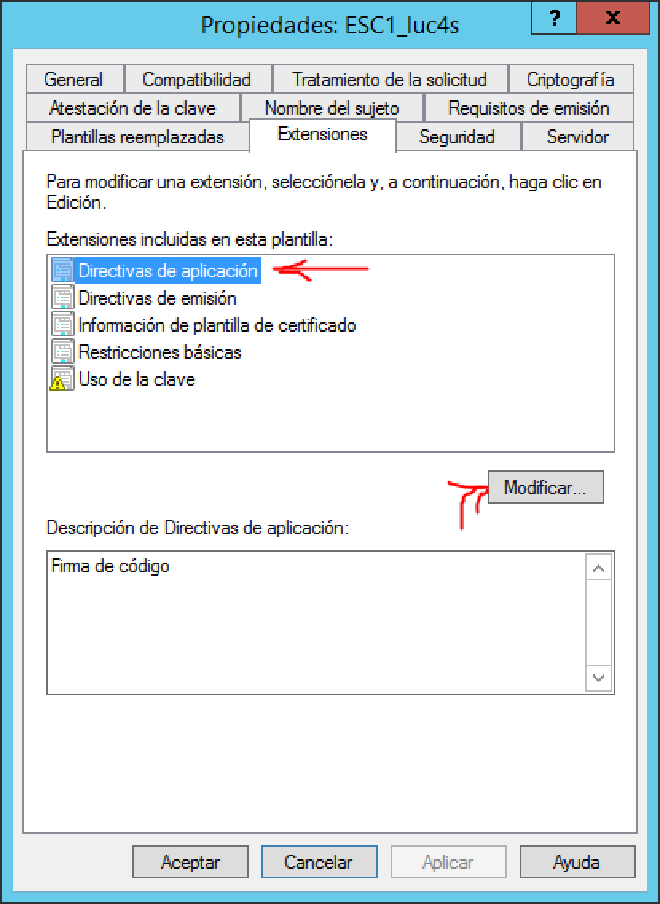 Propiedades: ESC1_luc4s
?
x
General
Compatibilidad
Tratamiento de la solicitud
Criptografía
Atestación de la clave
Nombre del sujeto
Requisitos de emisión
Plantillas reemplazadas
Extensiones
Seguridad
Servidor
Para modificar una extensión, selecciónela y, a continuación, haga clic en
Edición.
Extensiones incluidas en esta plantilla:
Directivas de aplicación
Directivas de emisión
Información de plantilla de certificado
Restricciones básicas
Uso de la clave
Modificar...
Descripción de Directivas de aplicación:
Firma de código
Aceptar
Cancelar
Aplicar
Ayuda